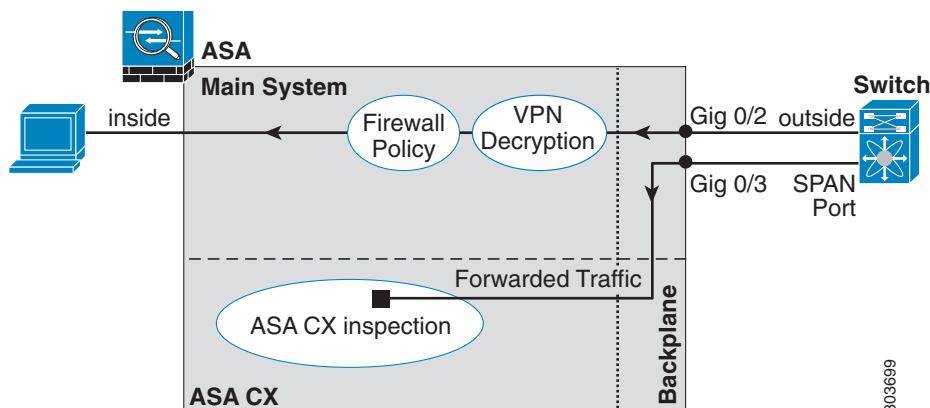 ASA
Main System
Switch
inside
Firewall
Policy
VPN
Decryption
Gig 0/2 outside
Gig 0/3 SPAN
Port
Forwarded Traffic
ASA CX inspection
Backplane
ASA CX
303699